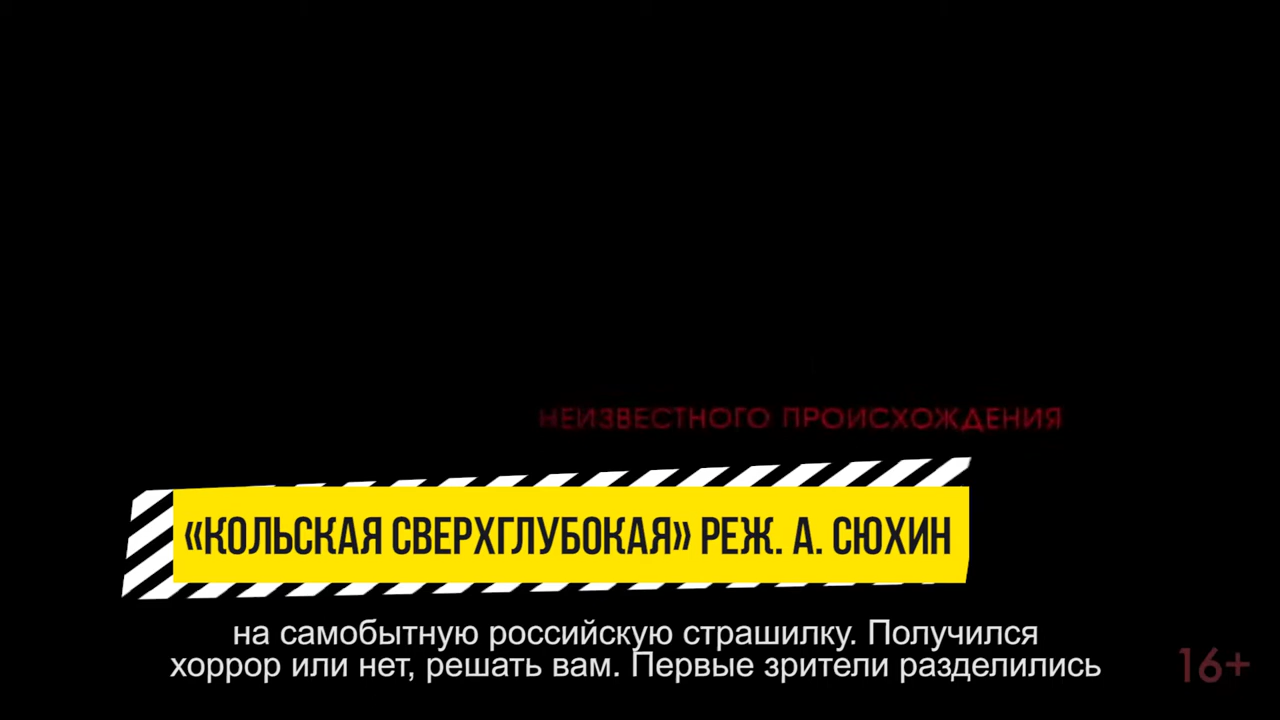 НЕИЗВЕСТНОГО ПРОИСХОЖДЕНИЯ
«КОЛЬСКАЯ СВЕРХГЛУБОКАЯ» РЕЖ. А. СЮХИН
на самобытную российскую страшилку. Получился
хоррор или нет, решать вам. Первые зрители разделились
16+